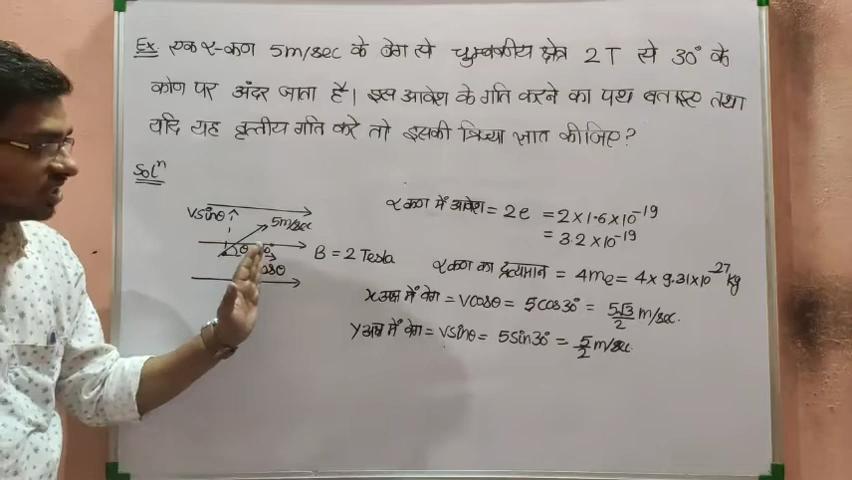 Ex. एक α-कण 5m/sec के वेग से चुम्बकीय क्षेत्र 2T से 30° के
कोण पर अंदर जाता है। इस आवेश के गति करने का पथ बताइए तथा
यदि यह वृत्तीय गति करे तो इसकी त्रिज्या ज्ञात कीजिए?
Solⁿ
vsinθ
5m/sec
θ
B = 2 Tesla
cosθ
α कण में आवेश = 2e = 2×1.6×10⁻¹⁹
= 3.2×10⁻¹⁹
α कण का द्रव्यमान = 4me = 4× 9.31×10⁻²⁷ kg
x अक्ष में वेग = vcosθ = 5cos30° = 5√3/2 m/sec.
Y अक्ष में वेग = vsinθ = 5sin30° = 5/2 m/sec.